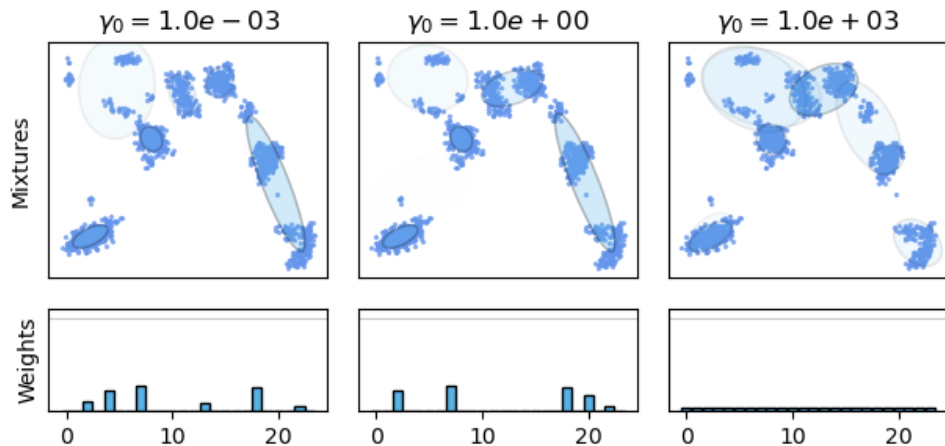 γ₀ = 1.0e − 03
γ₀ = 1.0e + 00
γ₀ = 1.0e + 03
Mixtures
Weights
0 10 20
0 10 20
0 10 20